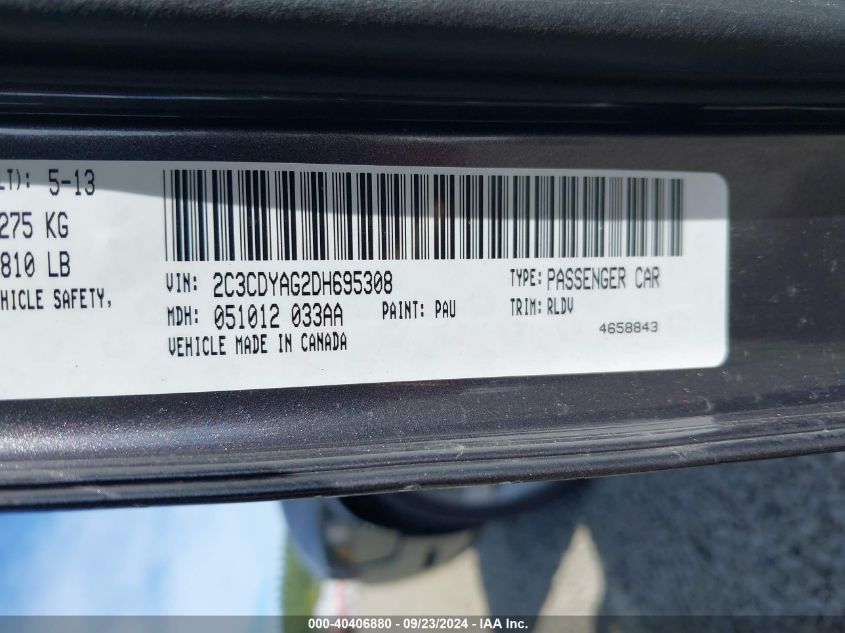 LT): 5-13
275 KG
810 LB
HICLE SAFETY,
VIN: 2C3CDYAG2DH695308
TYPE: PASSENGER CAR
MDH: 051012 033AA
PAINT: PAU
TRIM: RLDV
VEHICLE MADE IN CANADA
4658843
000-40406880 / 09/23/2024 - IAA Inc.